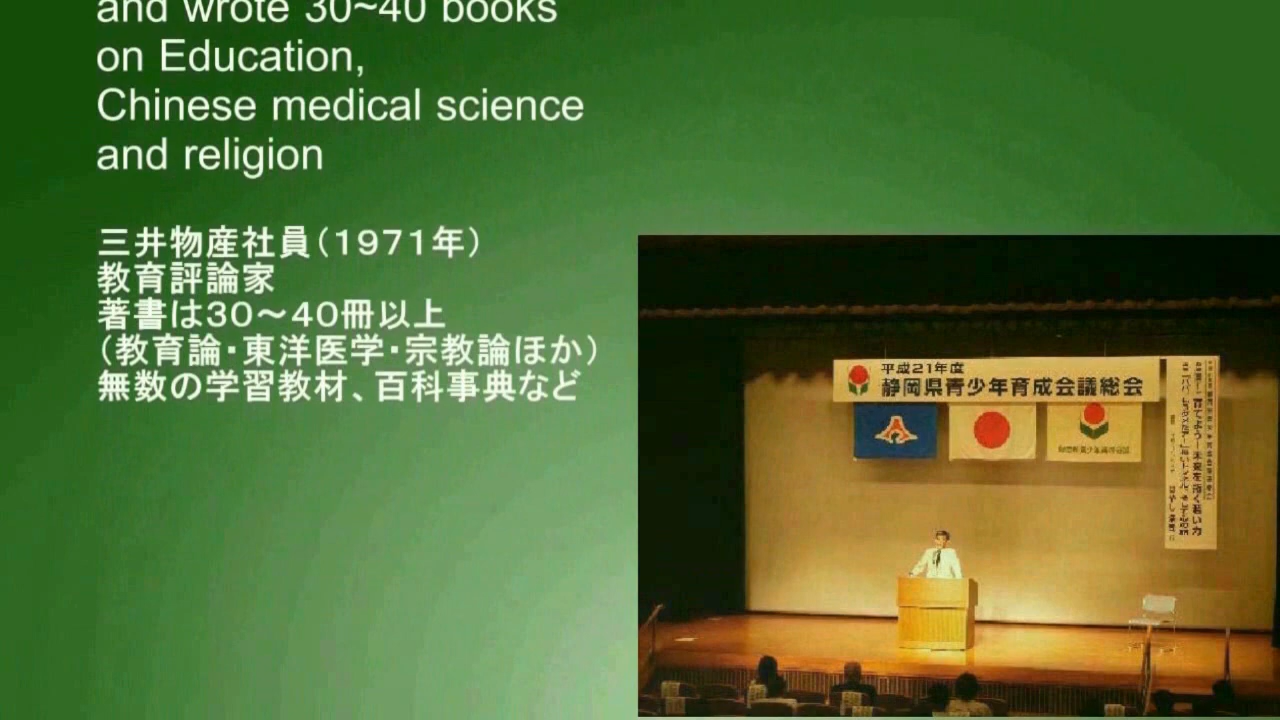 and wrote 30~40 books
on Education,
Chinese medical science
and religion
三井物産社員（１９７１年）
教育評論家
著書は３０～４０冊以上
（教育論・東洋医学・宗教論ほか）
無数の学習教材、百科事典など
平成21年度
静岡県青少年育成会議総会